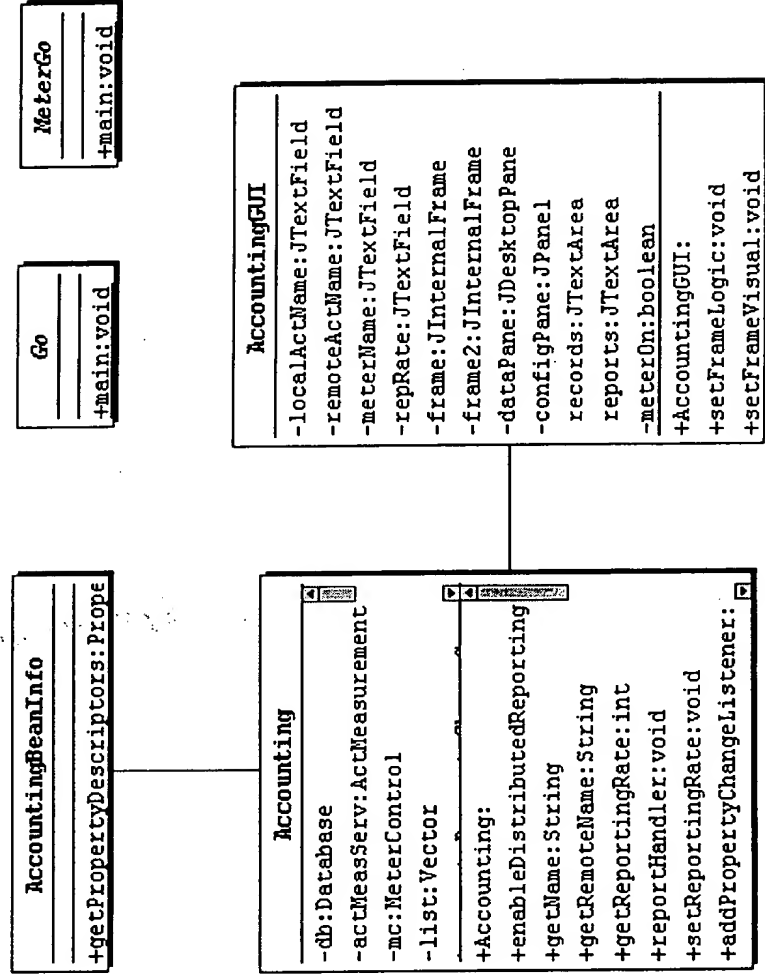 AccountingBeanInfo
+getPropertyDescriptors:Prope
Go
+main:void
MeterGo
+main:void
Accounting
-db:Database
-actMeasServ:ActMeasurement
-mc:MeterControl
-list:Vector
+Accounting:
+enableDistributedReporting
+getName:String
+getRemoteName:String
+getReportingRate:int
+reportHandler:void
+setReportingRate:void
+addPropertyChangeListener:
AccountingGUI
-localActName:JTextField
-remoteActName:JTextField
-meterName:JTextField
-repRate:JTextField
-frame:JInternalFrame
-frame2:JInternalFrame
-dataPane:JDesktopPane
-configPane:JPanel
records:JTextArea
reports:JTextArea
-meterOn:boolean
+AccountingGUI:
+setFrameLogic:void
+setFrameVisual:void